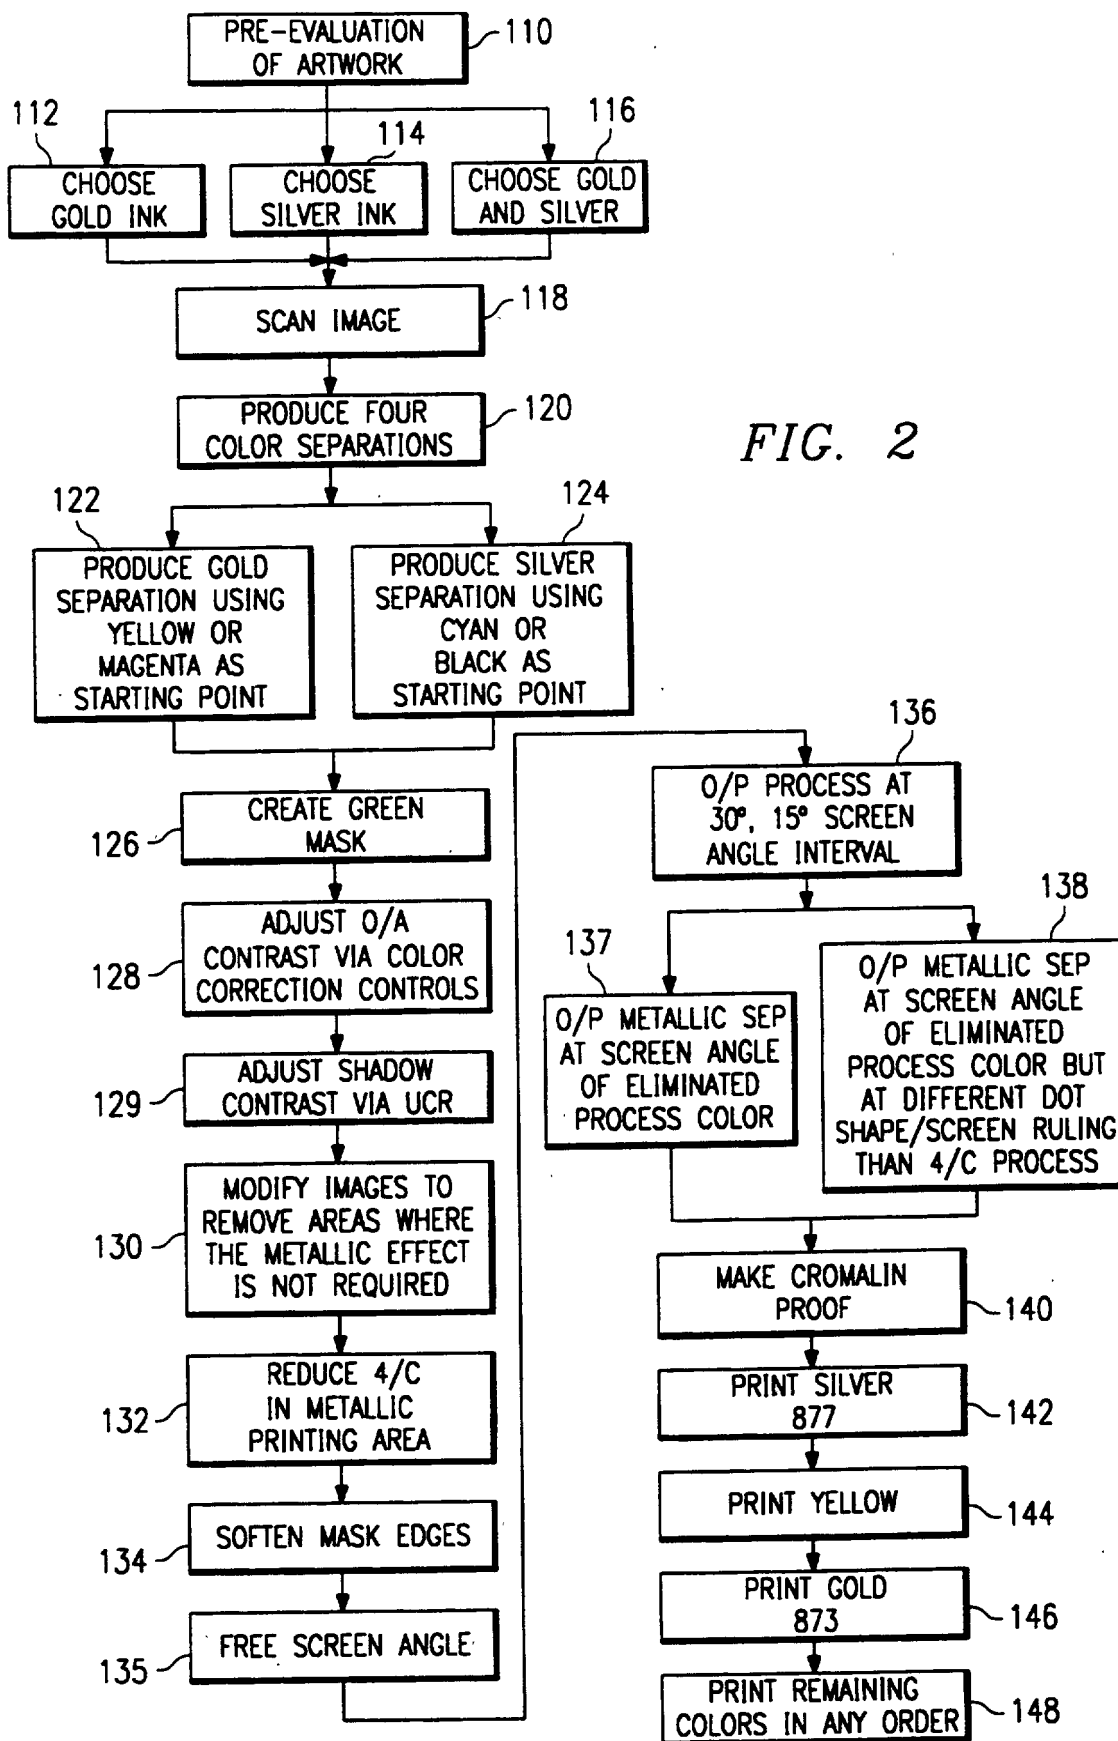 PRE-EVALUATION
OF ARTWORK
110
112
114
116
CHOOSE
GOLD INK
CHOOSE
SILVER INK
CHOOSE GOLD
AND SILVER
SCAN IMAGE
118
PRODUCE FOUR
COLOR SEPARATIONS
120
FIG. 2
122
124
PRODUCE GOLD
SEPARATION USING
YELLOW OR
MAGENTA AS
STARTING POINT
PRODUCE SILVER
SEPARATION USING
CYAN OR
BLACK AS
STARTING POINT
CREATE GREEN
MASK
126
ADJUST O/A
CONTRAST VIA COLOR
CORRECTION CONTROLS
128
ADJUST SHADOW
CONTRAST VIA UCR
129
MODIFY IMAGES TO
REMOVE AREAS WHERE
THE METALLIC EFFECT
IS NOT REQUIRED
130
REDUCE 4/C
IN METALLIC
PRINTING AREA
132
SOFTEN MASK EDGES
134
FREE SCREEN ANGLE
135
136
O/P PROCESS AT
30°, 15° SCREEN
ANGLE INTERVAL
137
138
O/P METALLIC SEP
AT SCREEN ANGLE
OF ELIMINATED
PROCESS COLOR
O/P METALLIC SEP
AT SCREEN ANGLE
OF ELIMINATED
PROCESS COLOR BUT
AT DIFFERENT DOT
SHAPE/SCREEN RULING
THAN 4/C PROCESS
MAKE CROMALIN
PROOF
140
PRINT SILVER
877
142
PRINT YELLOW
144
PRINT GOLD
873
146
PRINT REMAINING
COLORS IN ANY ORDER
148